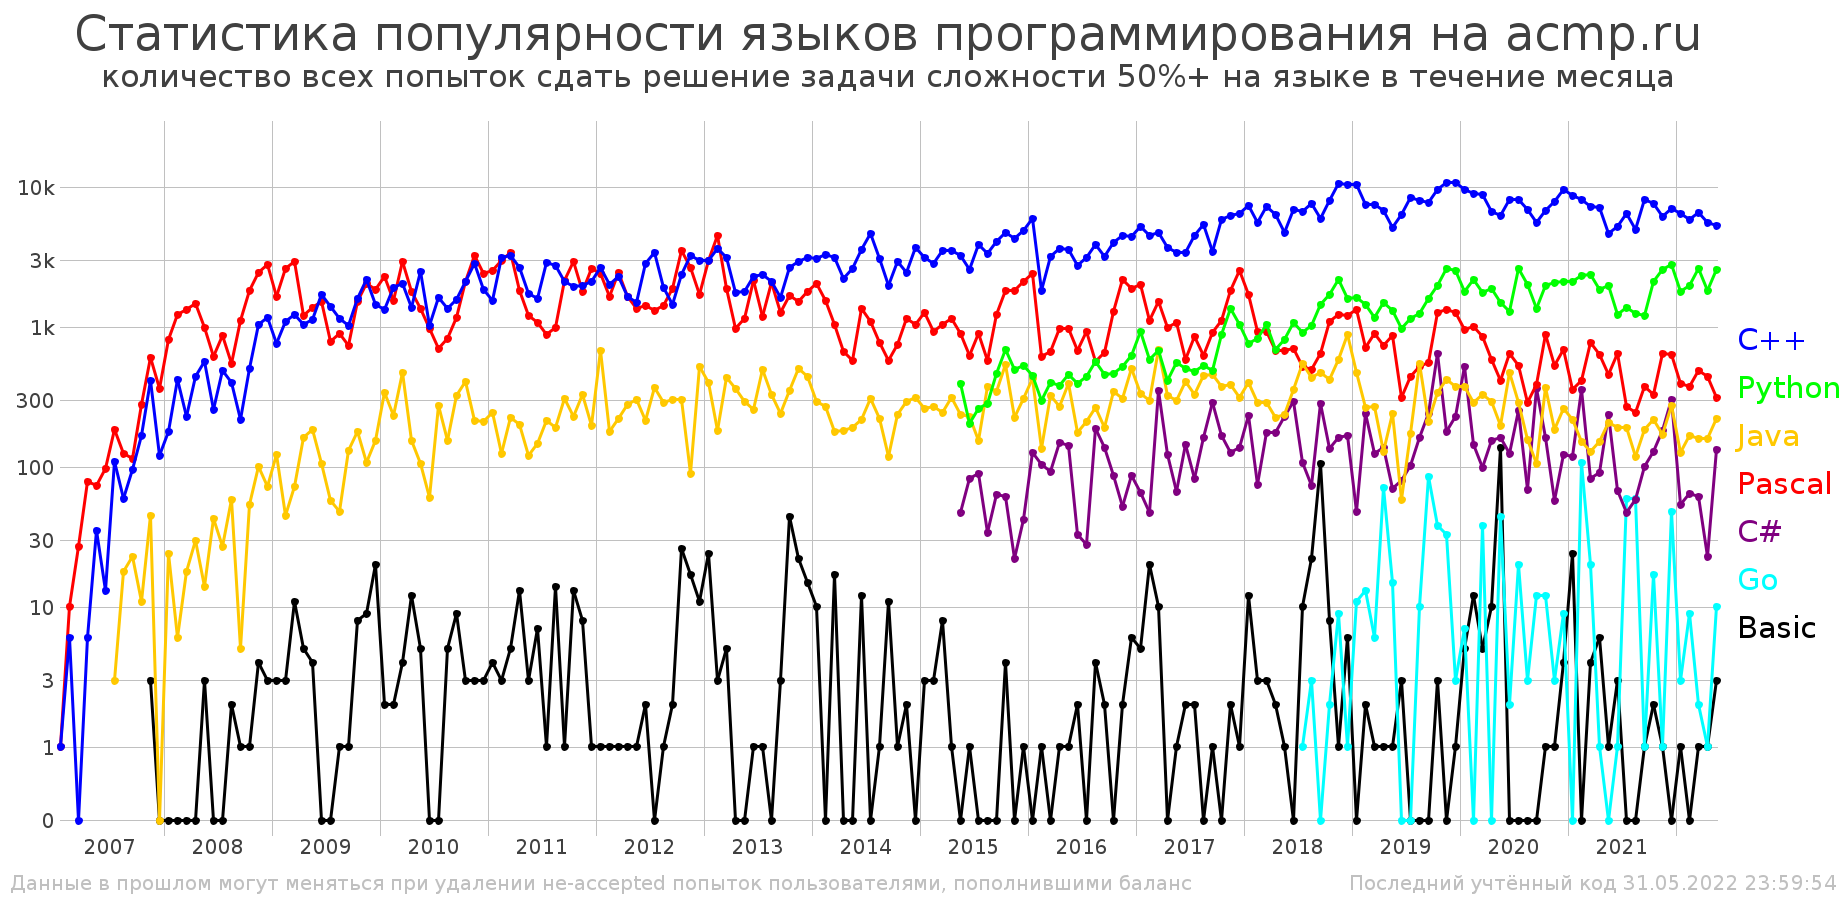 Статистика популярности языков программирования на acmp.ru
количество всех попыток сдать решение задачи сложности 50%+ на языке в течение месяца
10k
3k
1k
300
100
30
10
3
1
0
C++
Python
Java
Pascal
C#
Go
Basic
2007 2008 2009 2010 2011 2012 2013 2014 2015 2016 2017 2018 2019 2020 2021
Данные в прошлом могут меняться при удалении не-accepted попыток пользователями, пополнившими баланс
Последний учтённый код 31.05.2022 23:59:54